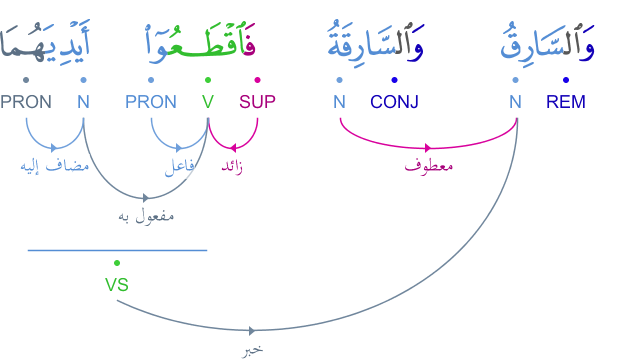 وَٱلسَّارِقُ وَٱلسَّارِقَةُ فَٱقْطَعُوٓا۟ أَيْدِيَهُمَا
REM N CONJ N SUP V PRON N PRON
معطوف زائد فاعل مضاف إليه
مفعول به
VS
خبر